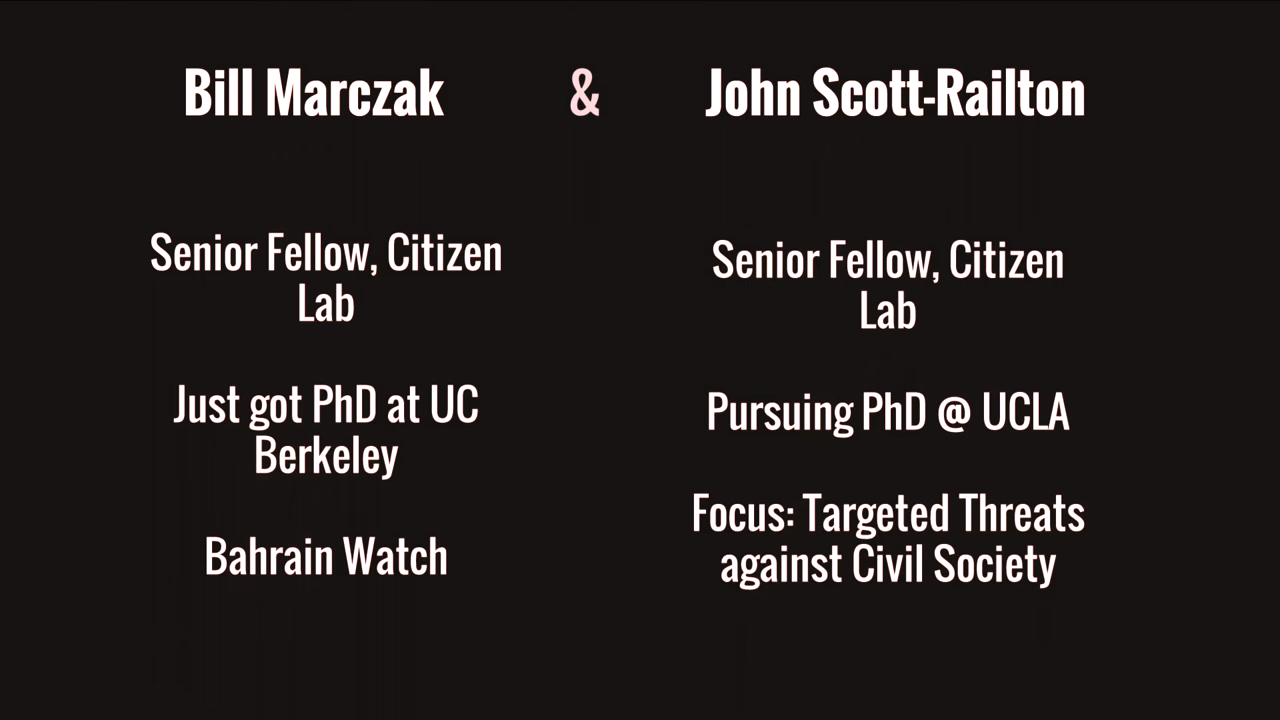 Bill Marczak & John Scott-Railton
Senior Fellow, Citizen
Lab
Just got PhD at UC
Berkeley
Bahrain Watch
Senior Fellow, Citizen
Lab
Pursuing PhD @ UCLA
Focus: Targeted Threats
against Civil Society